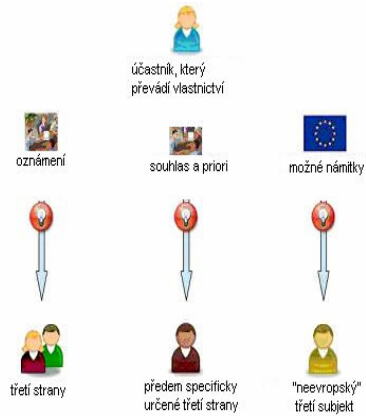 účastník, který
převádí vlastnictví
oznámení
souhlas a priori
možné námitky
třetí strany
předem specificky
určené třetí strany
"neevropský"
třetí subjekt